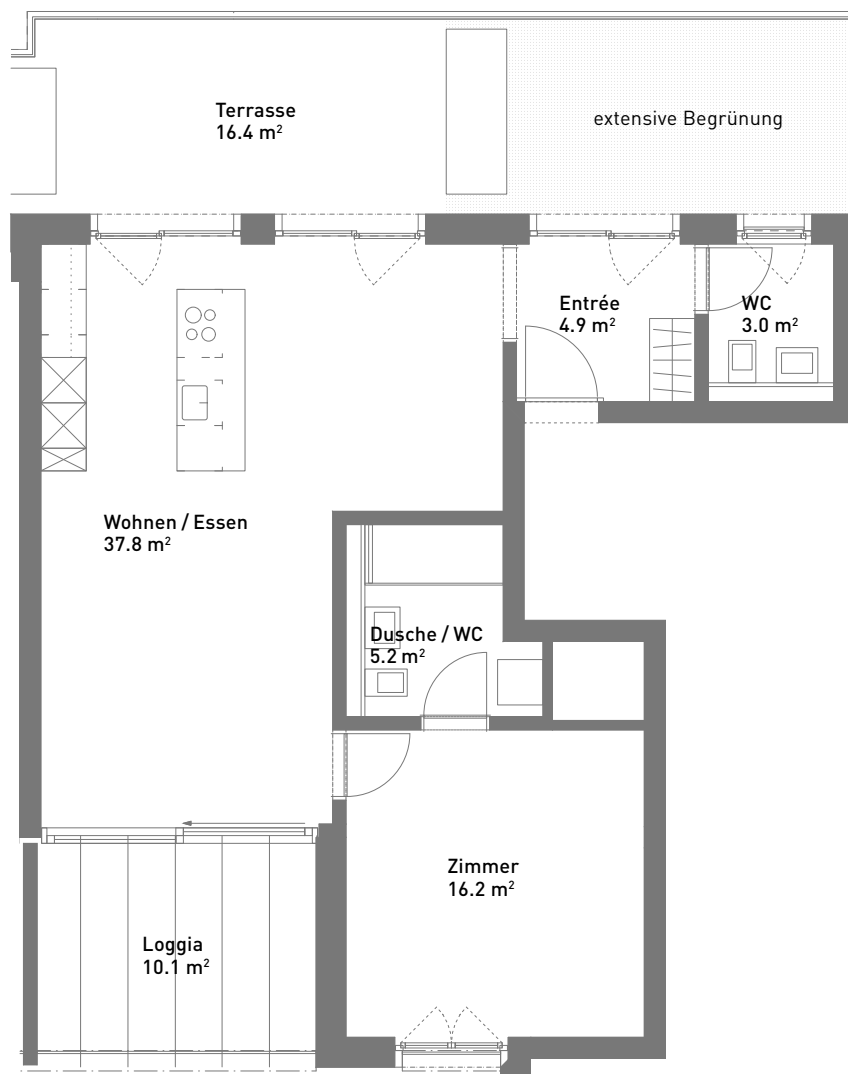 Terrasse
16.4 m²
extensive Begrünung
Entrée
4.9 m²
WC
3.0 m²
Wohnen / Essen
37.8 m²
Dusche / WC
5.2 m²
Zimmer
16.2 m²
Loggia
10.1 m²